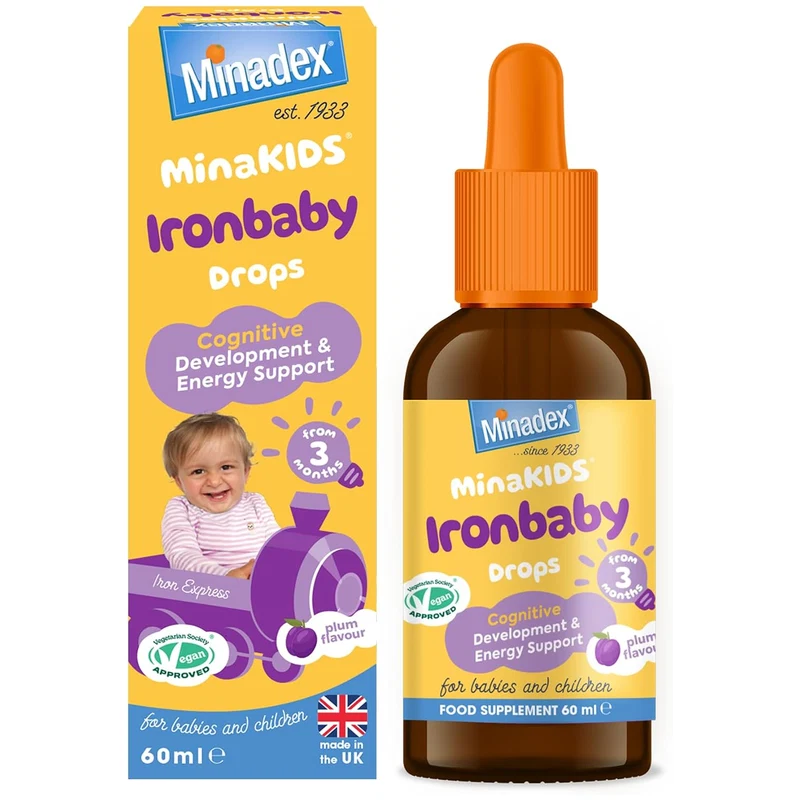 Minadex®
est. 1933
MinaKIDS®
Ironbaby
Drops
Cognitive
Development &
Energy Support
from
3
months
Iron Express
plum
flavour
Vegetarian Society
Vegan
APPROVED
for babies and children
60ml e
made in
the UK
Minadex®
...since 1933
MinaKIDS®
Ironbaby
Drops
from
3
months
Vegetarian Society
Vegan
APPROVED
Cognitive
Development &
Energy Support
plum
flavou
for babies and children
FOOD SUPPLEMENT 60 ml e